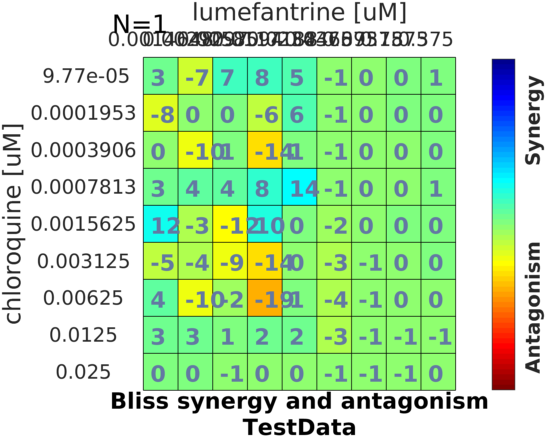 lumefantrine [uM]
N=1
9.77e-05 3 -7 7 8 5 -1 0 0 1
0.0001953 -8 0 0 -6 6 -1 0 0 0
0.0003906 0 -10 1 -14 1 -1 0 0 0
0.0007813 3 4 4 8 14 -1 0 0 1
0.0015625 12 -3 -12 10 0 -2 0 0 0
0.003125 -5 -4 -9 -14 0 -3 -1 0 0
0.00625 4 -10 -2 -19 1 -4 -1 0 0
0.0125 3 3 1 2 2 -3 -1 -1 -1
0.025 0 0 -1 0 0 -1 -1 -1 0
chloroquine [uM]
Synergy
Antagonism
Bliss synergy and antagonism
TestData